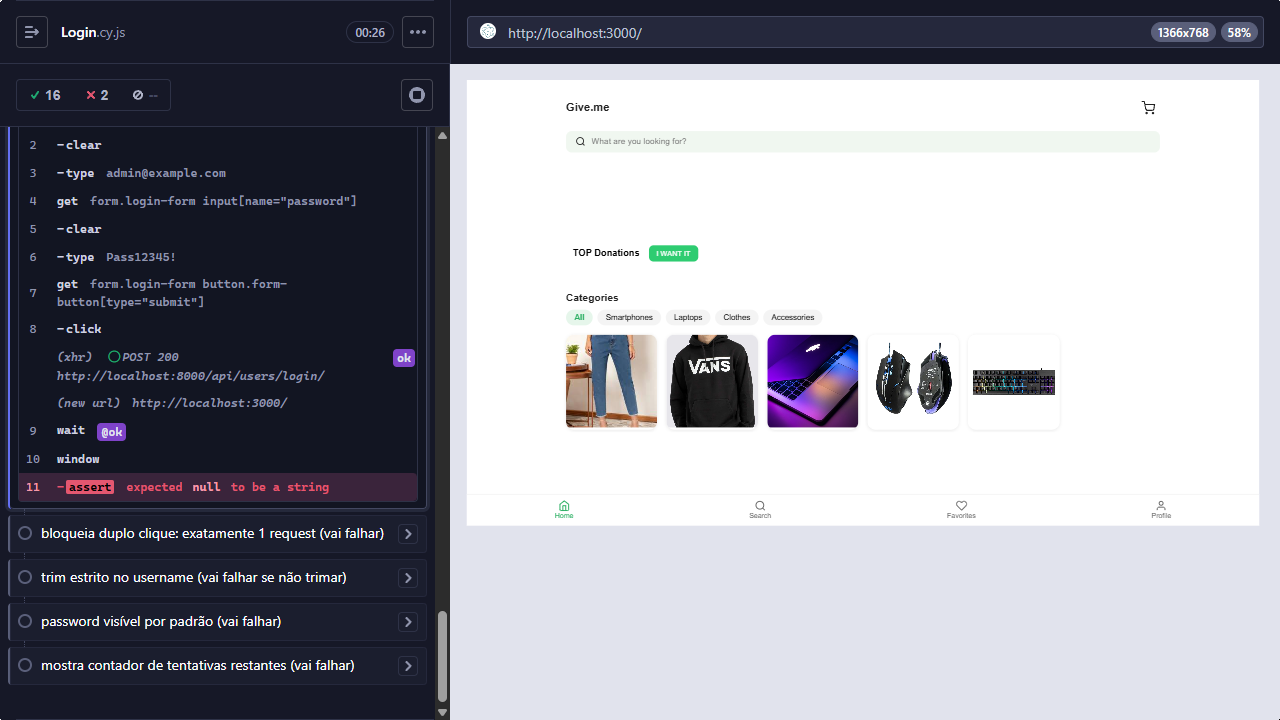 Login.cy.js
00:26
16
2
--
2 -clear
3 -type admin@example.com
4 get form.login-form input[name="password"]
5 -clear
6 -type Pass12345!
7 get form.login-form button.form-
button[type="submit"]
8 -click
(xhr) POST 200
http://localhost:8000/api/users/login/
ok
(new url) http://localhost:3000/
9 wait @ok
10 window
11 -assert expected null to be a string
bloqueia duplo clique: exatamente 1 request (vai falhar)
trim estrito no username (vai falhar se não trimar)
password visível por padrão (vai falhar)
mostra contador de tentativas restantes (vai falhar)
http://localhost:3000/
1366x768
58%
Give.me
What are you looking for?
TOP Donations
I WANT IT
Categories
All
Smartphones
Laptops
Clothes
Accessories
VANS
Home
Search
Favorites
Profile